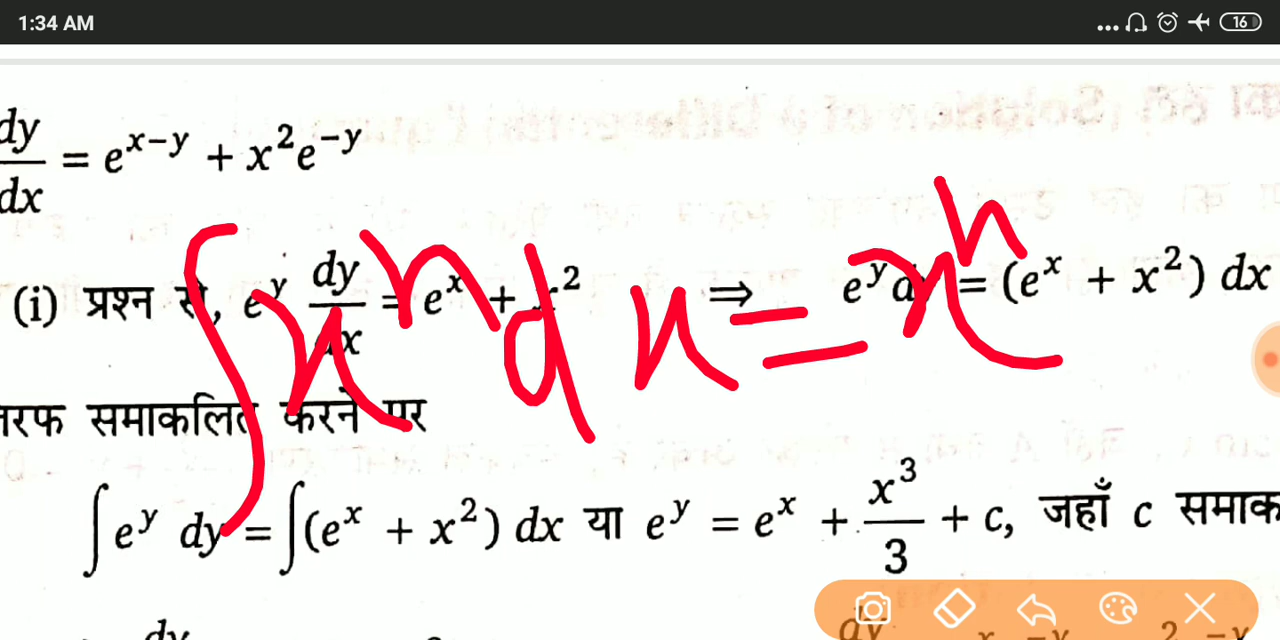 1:34 AM
16
dy/dx = e^{x-y} + x²e^{-y}
(i) प्रश्न से, e^y dy/dx = e^x + x² ⇒ e^y dy = (e^x + x²) dx
∫x^n dx = x^n
तरफ समाकलित करने पर
∫e^y dy = ∫(e^x + x²) dx या e^y = e^x + x³/3 + c, जहाँ c समाक